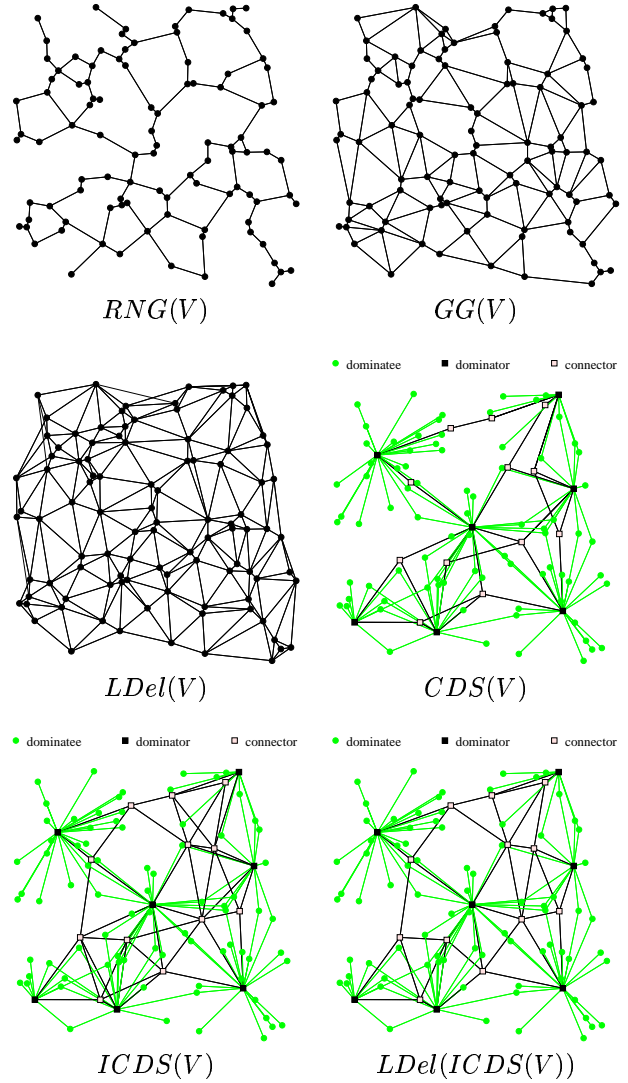 RNG(V) GG(V)
dominatee dominator connector
LDel(V) CDS(V)
dominatee dominator connector dominatee dominator connector
ICDS(V) LDel(ICDS(V))